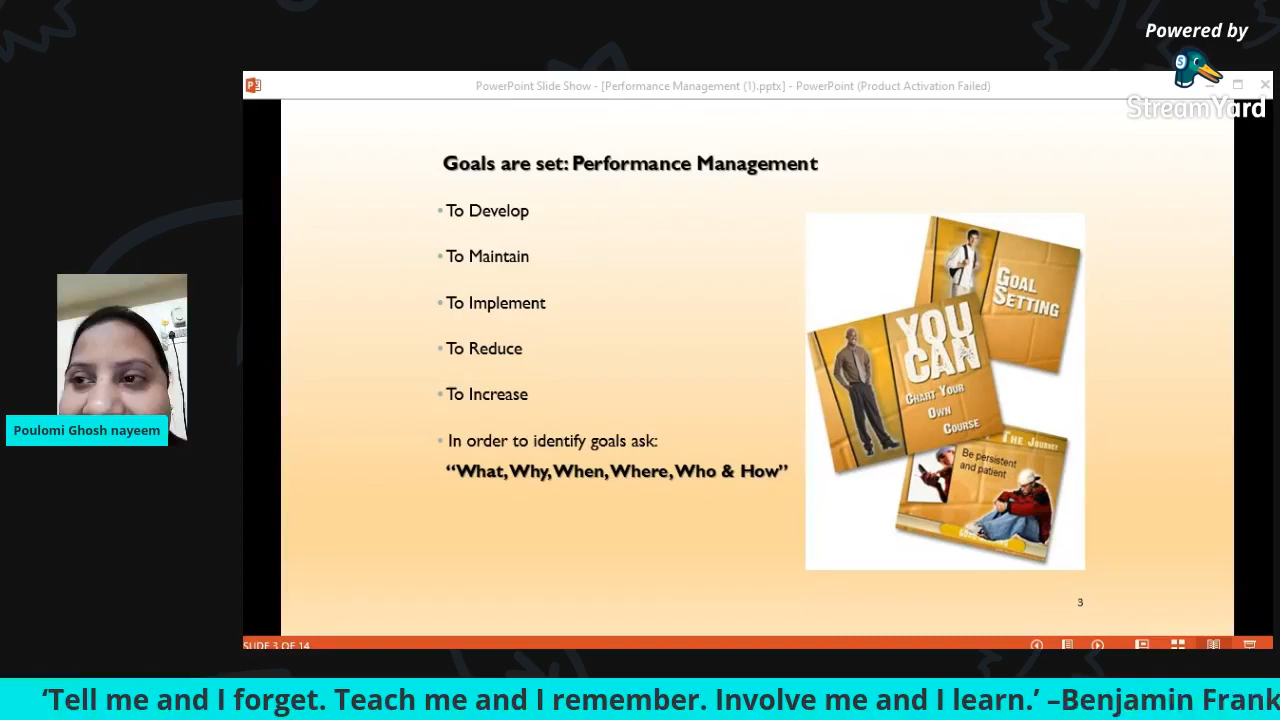 Powered by
StreamYard
PowerPoint Slide Show - [Performance Management (1).pptx] - PowerPoint (Product Activation Failed)
Goals are set: Performance Management
• To Develop
• To Maintain
• To Implement
• To Reduce
• To Increase
• In order to identify goals ask:
“What, Why, When, Where, Who & How”
GOAL
SETTING
YOU
CAN
CHART YOUR
OWN
COURSE
THE JOURNEY
Be persistent
and patient
3
SLIDE 3 OF 14
Poulomi Ghosh nayeem
‘Tell me and I forget. Teach me and I remember. Involve me and I learn.’ –Benjamin Frank